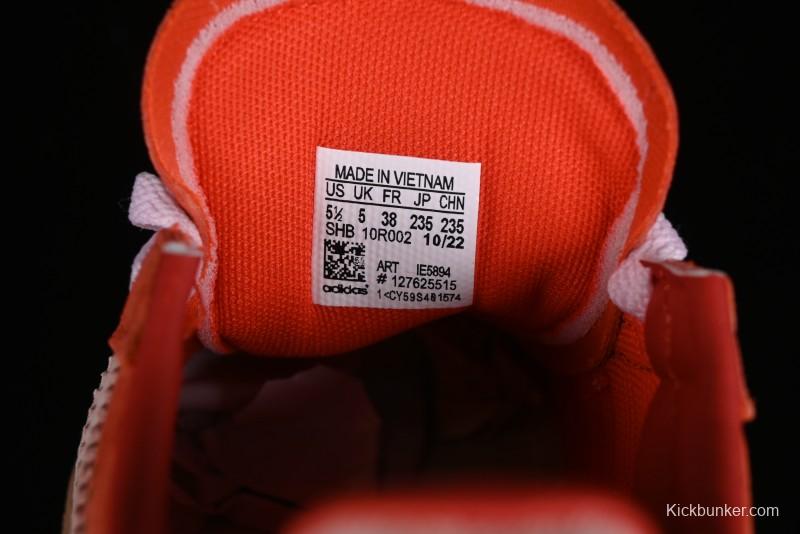 MADE IN VIETNAM
US UK FR JP CHN
5½ 5 38 235 235
SHB 10R002 10/22
ART IE5894
# 127625515
adidas 1<CY59S481574
Kickbunker.com